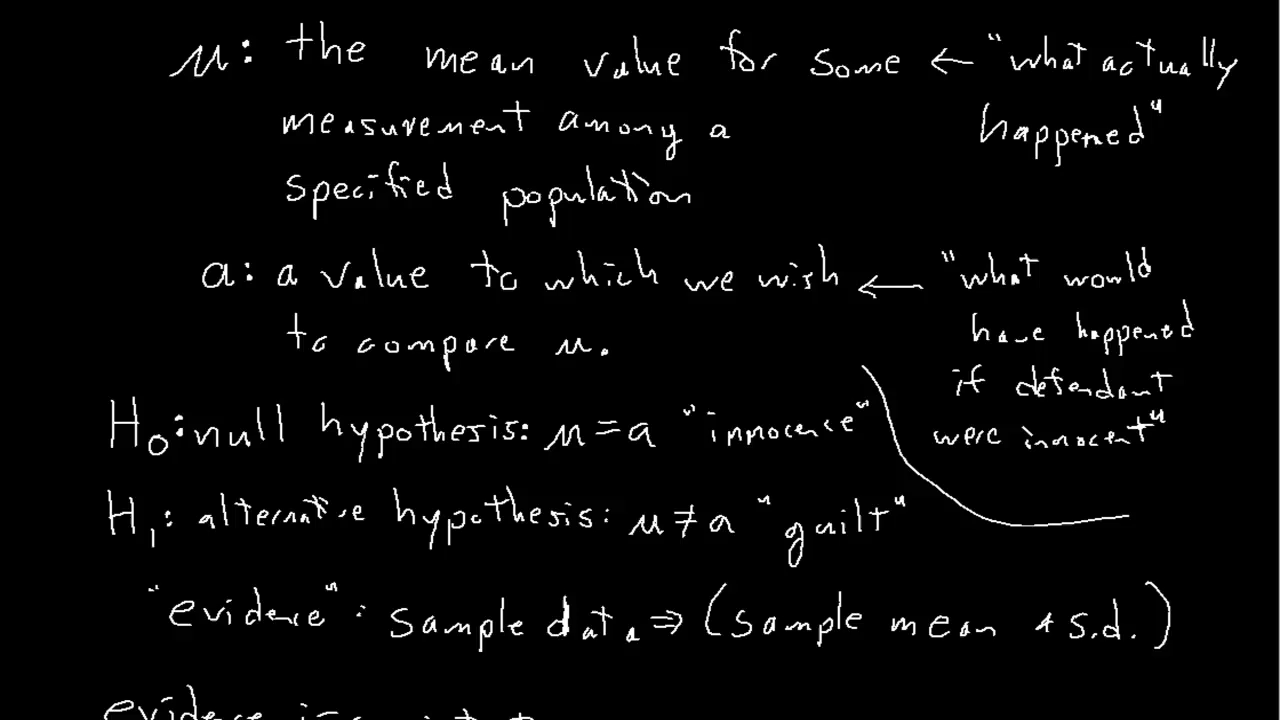 μ: the mean value for some ← "what actually
measurement among a happened"
specified population
a: a value to which we wish ← "what would
to compare μ. have happened
if defendant
H₀: null hypothesis: μ = a "innocence" were innocent"
H₁: alternative hypothesis: μ ≠ a "guilt"
"evidence": sample data ⇒ (sample mean + s.d.)
evidence